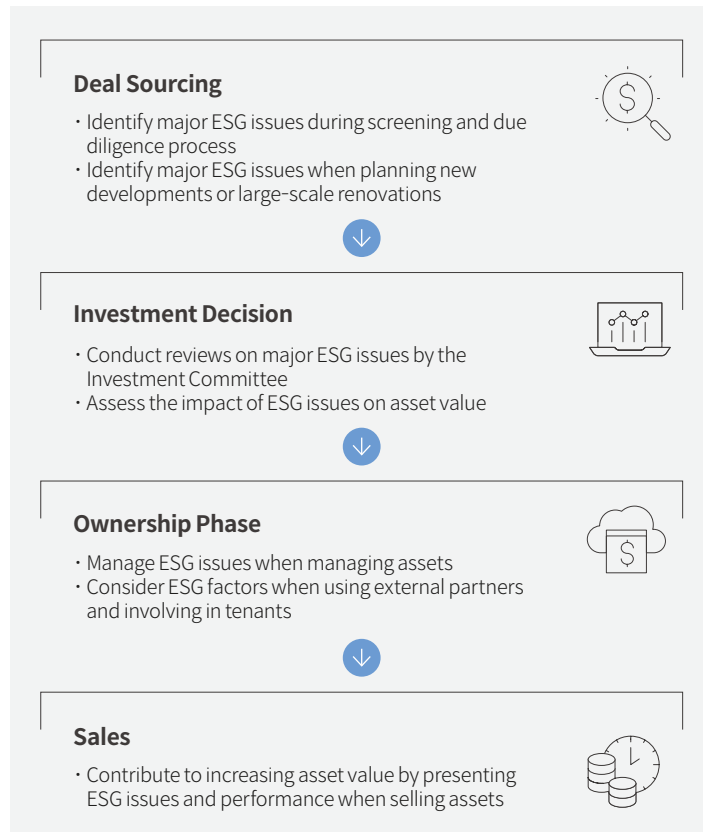 Deal Sourcing
· Identify major ESG issues during screening and due
diligence process
· Identify major ESG issues when planning new
developments or large-scale renovations
Investment Decision
· Conduct reviews on major ESG issues by the
Investment Committee
· Assess the impact of ESG issues on asset value
Ownership Phase
· Manage ESG issues when managing assets
· Consider ESG factors when using external partners
and involving in tenants
Sales
· Contribute to increasing asset value by presenting
ESG issues and performance when selling assets